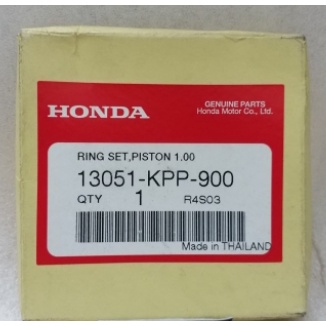 HONDA
GENUINE PARTS
Honda Motor Co., Ltd.
RING SET,PISTON 1.00
13051-KPP-900
QTY 1 R4S03
Made in THAILAND